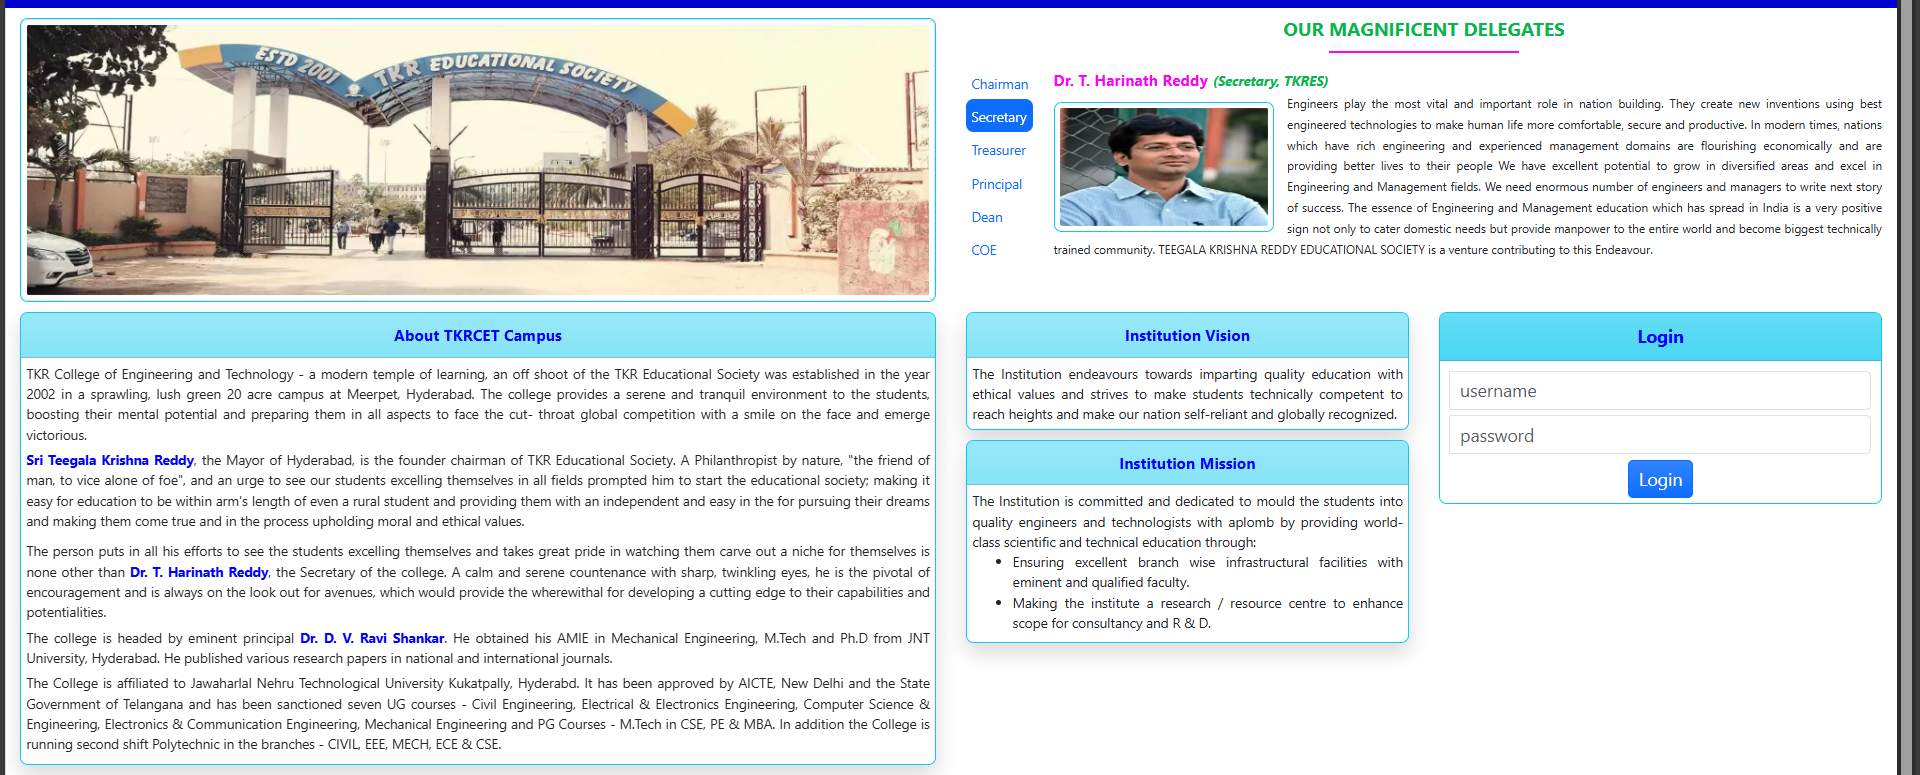 ESTD 2001 TKR EDUCATIONAL SOCIETY
OUR MAGNIFICENT DELEGATES
Chairman
Secretary
Treasurer
Principal
Dean
COE
Dr. T. Harinath Reddy (Secretary, TKRES)
Engineers play the most vital and important role in nation building. They create new inventions using best
engineered technologies to make human life more comfortable, secure and productive. In modern times, nations
which have rich engineering and experienced management domains are flourishing economically and are
providing better lives to their people We have excellent potential to grow in diversified areas and excel in
Engineering and Management fields. We need enormous number of engineers and managers to write next story
of success. The essence of Engineering and Management education which has spread in India is a very positive
sign not only to cater domestic needs but provide manpower to the entire world and become biggest technically
trained community. TEEGALA KRISHNA REDDY EDUCATIONAL SOCIETY is a venture contributing to this Endeavour.
About TKRCET Campus
TKR College of Engineering and Technology - a modern temple of learning, an off shoot of the TKR Educational Society was established in the year
2002 in a sprawling, lush green 20 acre campus at Meerpet, Hyderabad. The college provides a serene and tranquil environment to the students,
boosting their mental potential and preparing them in all aspects to face the cut- throat global competition with a smile on the face and emerge
victorious.
Sri Teegala Krishna Reddy, the Mayor of Hyderabad, is the founder chairman of TKR Educational Society. A Philanthropist by nature, "the friend of
man, to vice alone of foe", and an urge to see our students excelling themselves in all fields prompted him to start the educational society; making it
easy for education to be within arm's length of even a rural student and providing them with an independent and easy in the for pursuing their dreams
and making them come true and in the process upholding moral and ethical values.
The person puts in all his efforts to see the students excelling themselves and takes great pride in watching them carve out a niche for themselves is
none other than Dr. T. Harinath Reddy, the Secretary of the college. A calm and serene countenance with sharp, twinkling eyes, he is the pivotal of
encouragement and is always on the look out for avenues, which would provide the wherewithal for developing a cutting edge to their capabilities and
potentialities.
The college is headed by eminent principal Dr. D. V. Ravi Shankar. He obtained his AMIE in Mechanical Engineering, M.Tech and Ph.D from JNT
University, Hyderabad. He published various research papers in national and international journals.
The College is affiliated to Jawaharlal Nehru Technological University Kukatpally, Hyderabd. It has been approved by AICTE, New Delhi and the State
Government of Telangana and has been sanctioned seven UG courses - Civil Engineering, Electrical & Electronics Engineering, Computer Science &
Engineering, Electronics & Communication Engineering, Mechanical Engineering and PG Courses - M.Tech in CSE, PE & MBA. In addition the College is
running second shift Polytechnic in the branches - CIVIL, EEE, MECH, ECE & CSE.
Institution Vision
The Institution endeavours towards imparting quality education with
ethical values and strives to make students technically competent to
reach heights and make our nation self-reliant and globally recognized.
Institution Mission
The Institution is committed and dedicated to mould the students into
quality engineers and technologists with aplomb by providing world-
class scientific and technical education through:
• Ensuring excellent branch wise infrastructural facilities with
eminent and qualified faculty.
• Making the institute a research / resource centre to enhance
scope for consultancy and R & D.
Login
username
password
Login